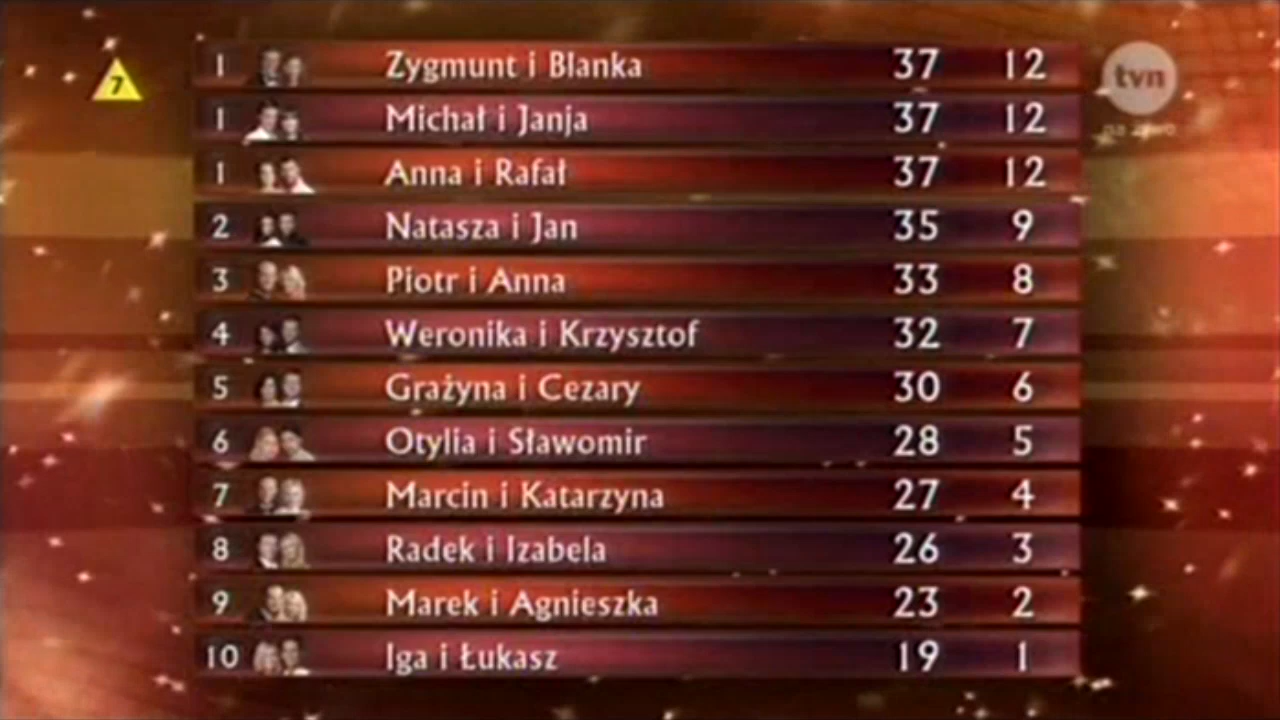 7
tvn
na żywo
1 Zygmunt i Blanka 37 12
1 Michał i Janja 37 12
1 Anna i Rafał 37 12
2 Natasza i Jan 35 9
3 Piotr i Anna 33 8
4 Weronika i Krzysztof 32 7
5 Grażyna i Cezary 30 6
6 Otylia i Sławomir 28 5
7 Marcin i Katarzyna 27 4
8 Radek i Izabela 26 3
9 Marek i Agnieszka 23 2
10 Iga i Łukasz 19 1